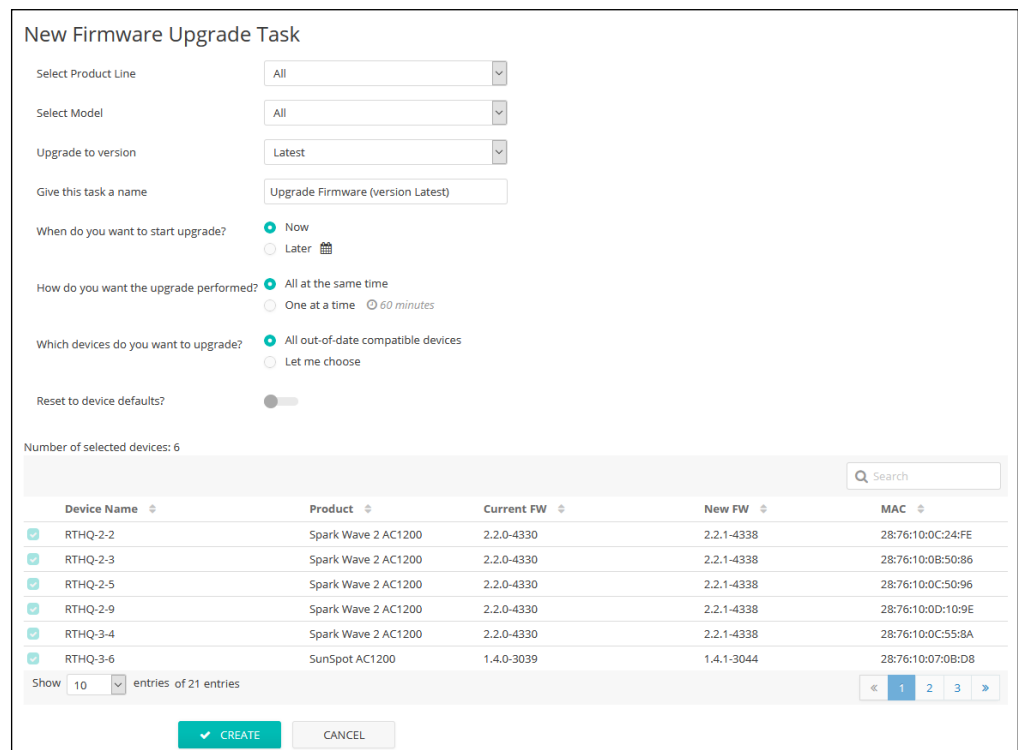 New Firmware Upgrade Task
Select Product Line All
Select Model All
Upgrade to version Latest
Give this task a name Upgrade Firmware (version Latest)
When do you want to start upgrade? Now
Later
How do you want the upgrade performed? All at the same time
One at a time 60 minutes
Which devices do you want to upgrade? All out-of-date compatible devices
Let me choose
Reset to device defaults?
Number of selected devices: 6
Search
Device Name Product Current FW New FW MAC
RTHQ-2-2 Spark Wave 2 AC1200 2.2.0-4330 2.2.1-4338 28:76:10:0C:24:FE
RTHQ-2-3 Spark Wave 2 AC1200 2.2.0-4330 2.2.1-4338 28:76:10:0B:50:86
RTHQ-2-5 Spark Wave 2 AC1200 2.2.0-4330 2.2.1-4338 28:76:10:0C:50:96
RTHQ-2-9 Spark Wave 2 AC1200 2.2.0-4330 2.2.1-4338 28:76:10:0D:10:9E
RTHQ-3-4 Spark Wave 2 AC1200 2.2.0-4330 2.2.1-4338 28:76:10:0C:55:8A
RTHQ-3-6 SunSpot AC1200 1.4.0-3039 1.4.1-3044 28:76:10:07:0B:D8
Show 10 entries of 21 entries « 1 2 3 »
CREATE CANCEL